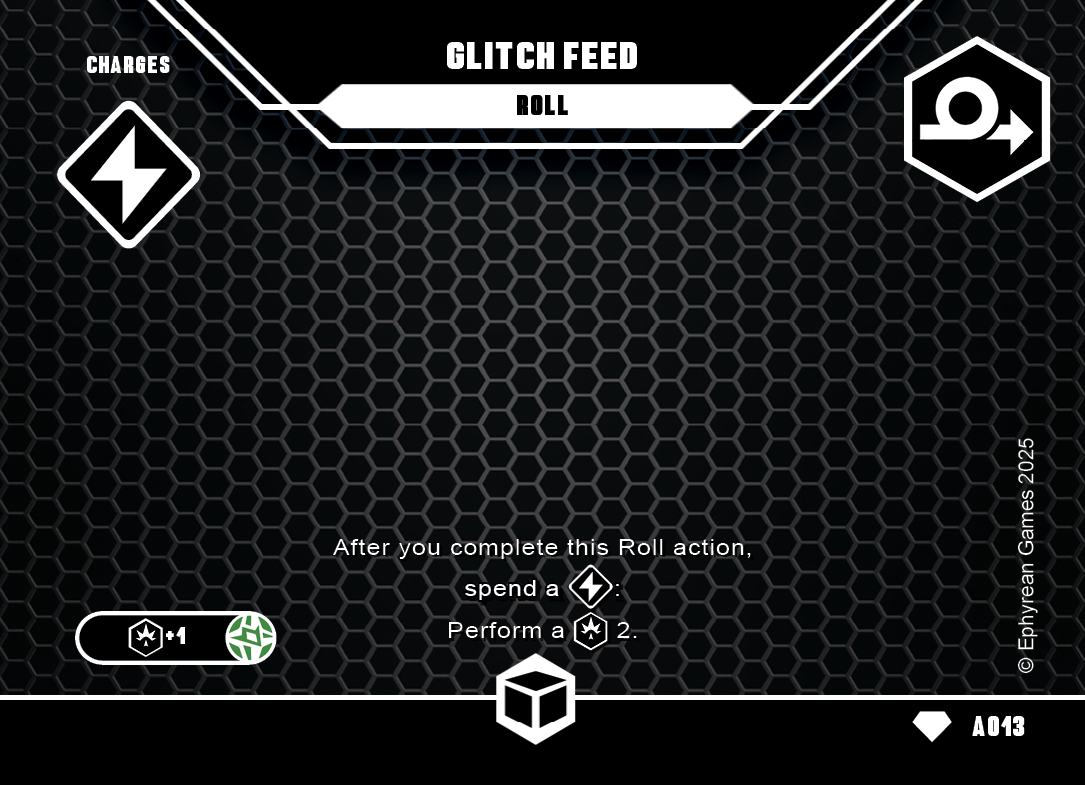 GLITCH FEED
CHARGES
ROLL
After you complete this Roll action,
spend a :
Perform a 2.
+1
© Ephyrean Games 2025
A013